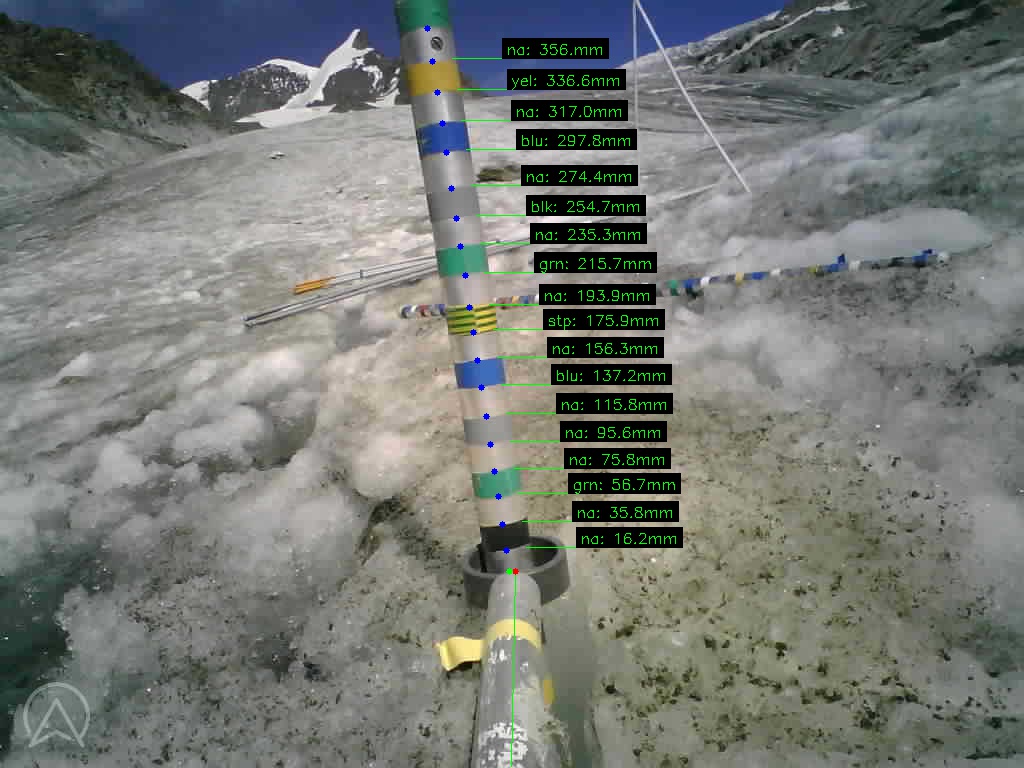 na: 356.mm
yel: 336.6mm
na: 317.0mm
blu: 297.8mm
na: 274.4mm
blk: 254.7mm
na: 235.3mm
grn: 215.7mm
na: 193.9mm
stp: 175.9mm
na: 156.3mm
blu: 137.2mm
na: 115.8mm
na: 95.6mm
na: 75.8mm
grn: 56.7mm
na: 35.8mm
na: 16.2mm